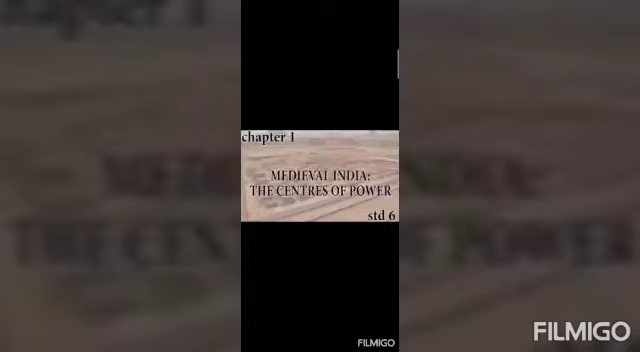 chapter 1
MEDIEVAL INDIA:
THE CENTRES OF POWER
std 6
FILMIGO
FILMIGO